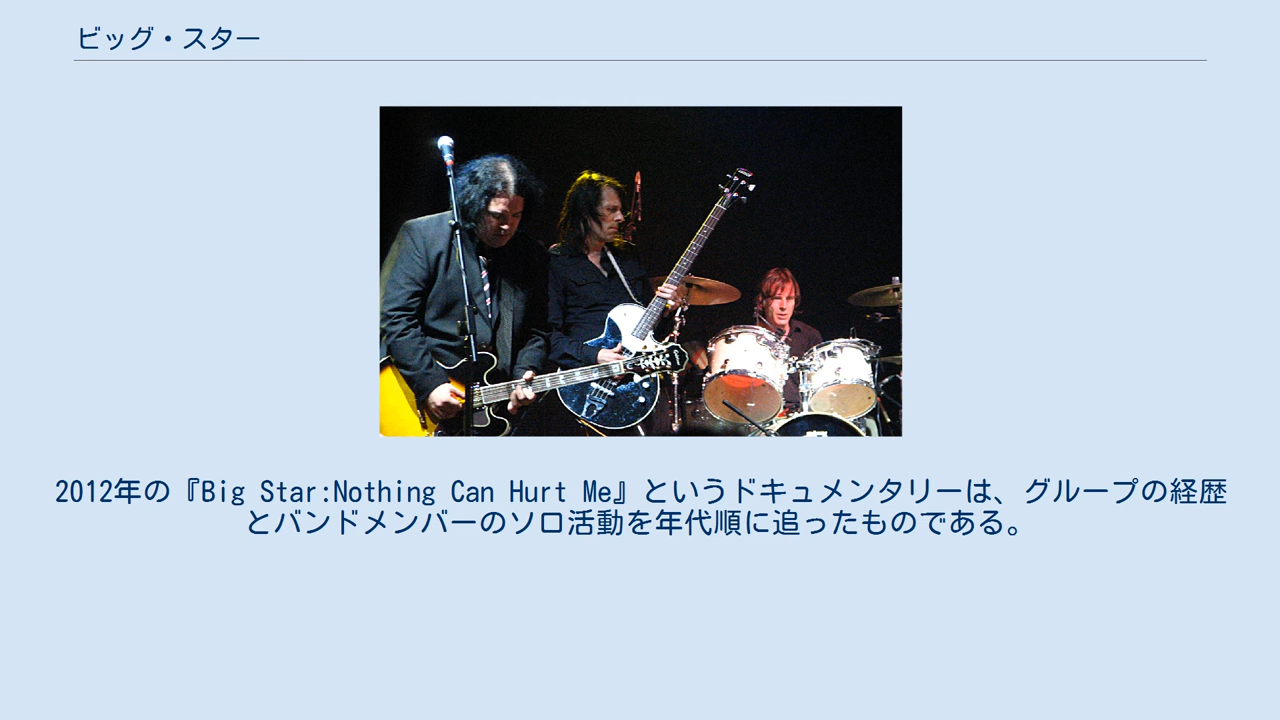 ビッグ・スター
2012年の『Big Star:Nothing Can Hurt Me』というドキュメンタリーは、グループの経歴
とバンドメンバーのソロ活動を年代順に追ったものである。